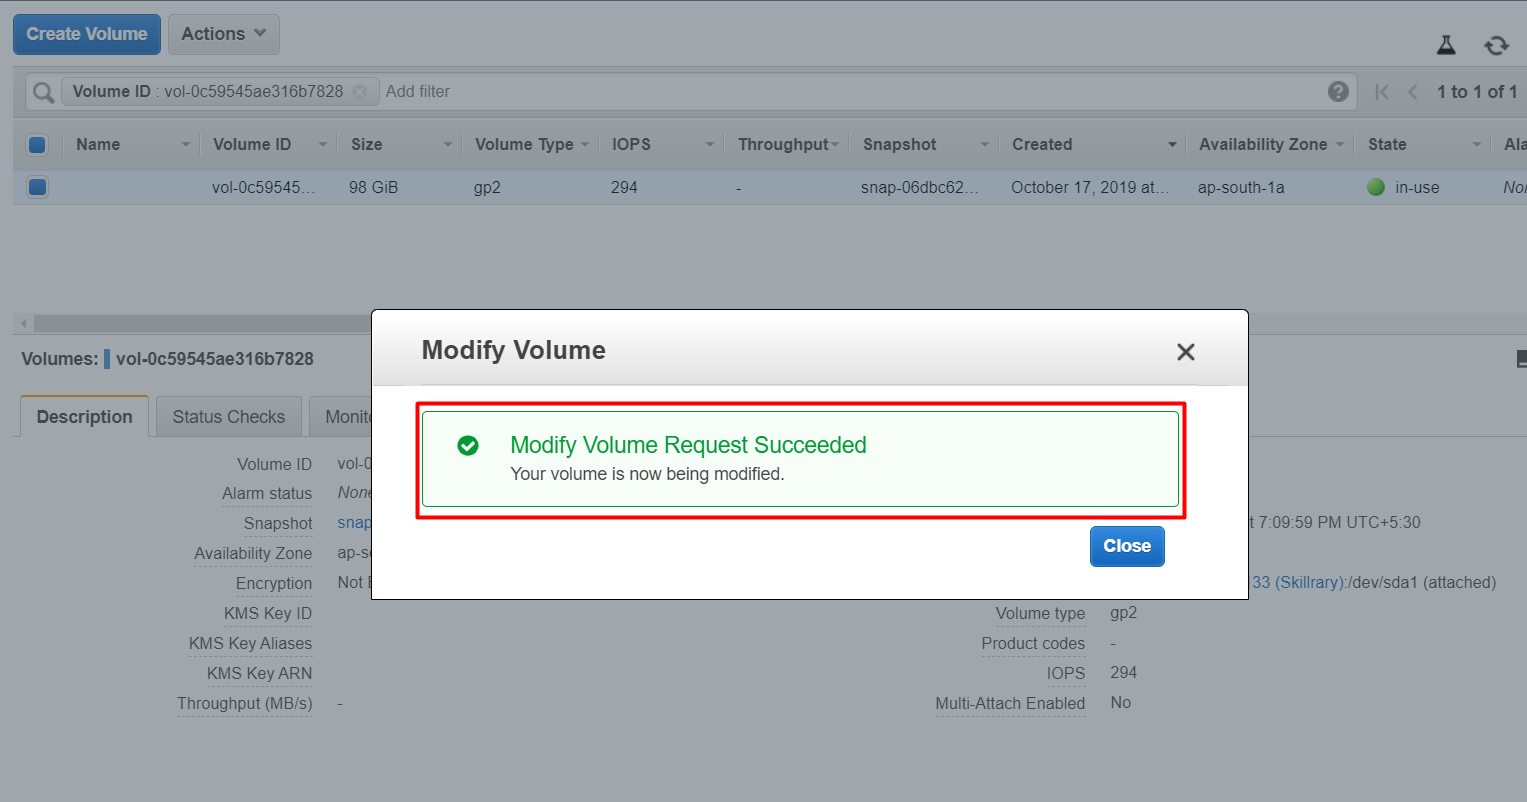 Create Volume Actions
Volume ID : vol-0c59545ae316b7828 Add filter 1 to 1 of 1
Name Volume ID Size Volume Type IOPS Throughput Snapshot Created Availability Zone State Ala
vol-0c59545... 98 GiB gp2 294 - snap-06dbc62... October 17, 2019 at... ap-south-1a in-use Nor
Volumes: vol-0c59545ae316b7828
Modify Volume
Description Status Checks Monito
Modify Volume Request Succeeded
Your volume is now being modified.
Close
Volume ID vol-0
Alarm status None
Snapshot snap t 7:09:59 PM UTC+5:30
Availability Zone ap-so
Encryption Not E 33 (Skillrary):/dev/sda1 (attached)
KMS Key ID Volume type gp2
KMS Key Aliases Product codes -
KMS Key ARN IOPS 294
Throughput (MB/s) - Multi-Attach Enabled No